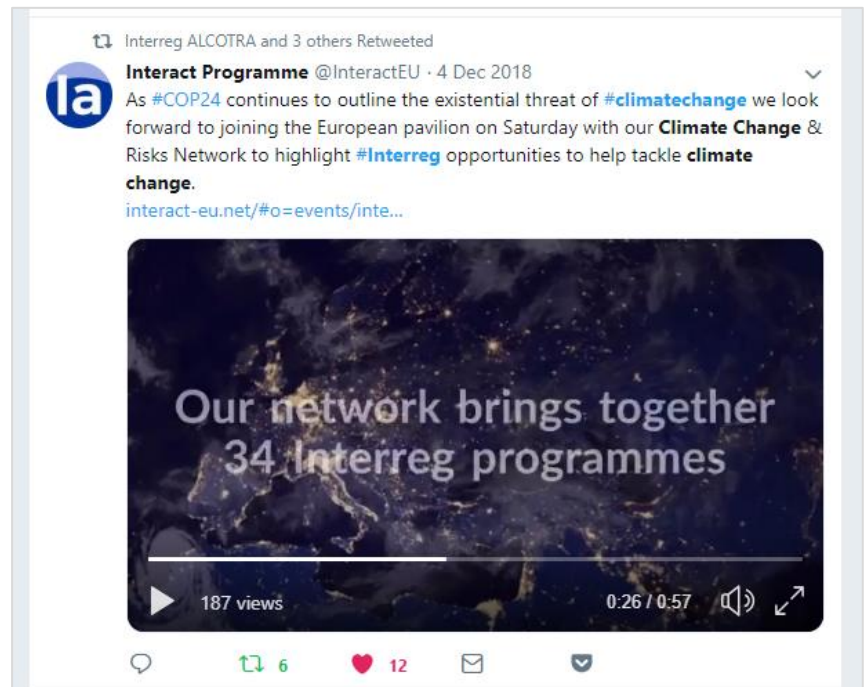 Interreg ALCOTRA and 3 others Retweeted
Ia
Interact Programme @InteractEU · 4 Dec 2018
As #COP24 continues to outline the existential threat of #climatechange we look
forward to joining the European pavilion on Saturday with our Climate Change &
Risks Network to highlight #Interreg opportunities to help tackle climate
change.
interact-eu.net/#o=events/inte...
Our network brings together
34 Interreg programmes
187 views
0:26 / 0:57
6
12